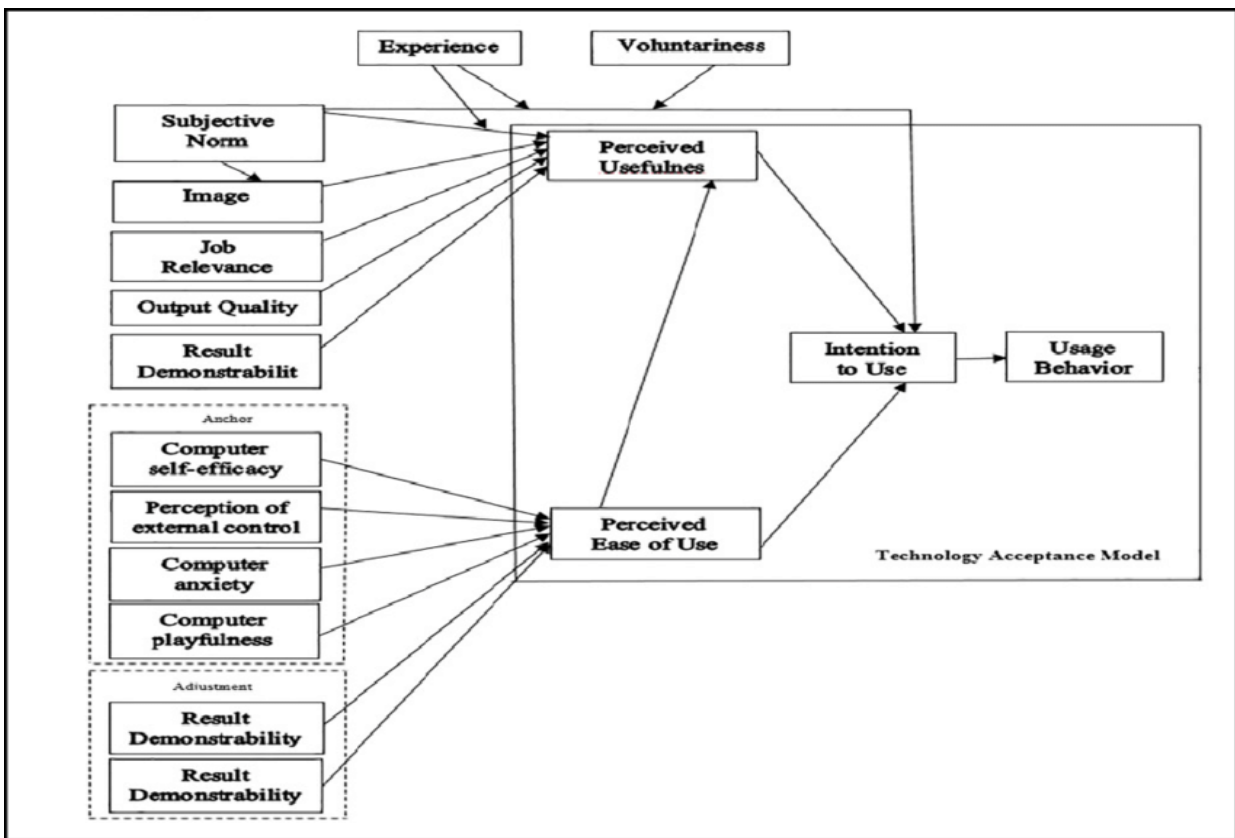 Experience
Voluntariness
Subjective
Norm
Perceived
Usefulnes
Image
Job
Relevance
Output Quality
Result
Demonstrabilit
Intention
to Use
Usage
Behavior
Anchor
Computer
self-efficacy
Perception of
external control
Computer
anxiety
Computer
playfulness
Perceived
Ease of Use
Technology Acceptance Model
Adiustment
Result
Demonstrability
Result
Demonstrability